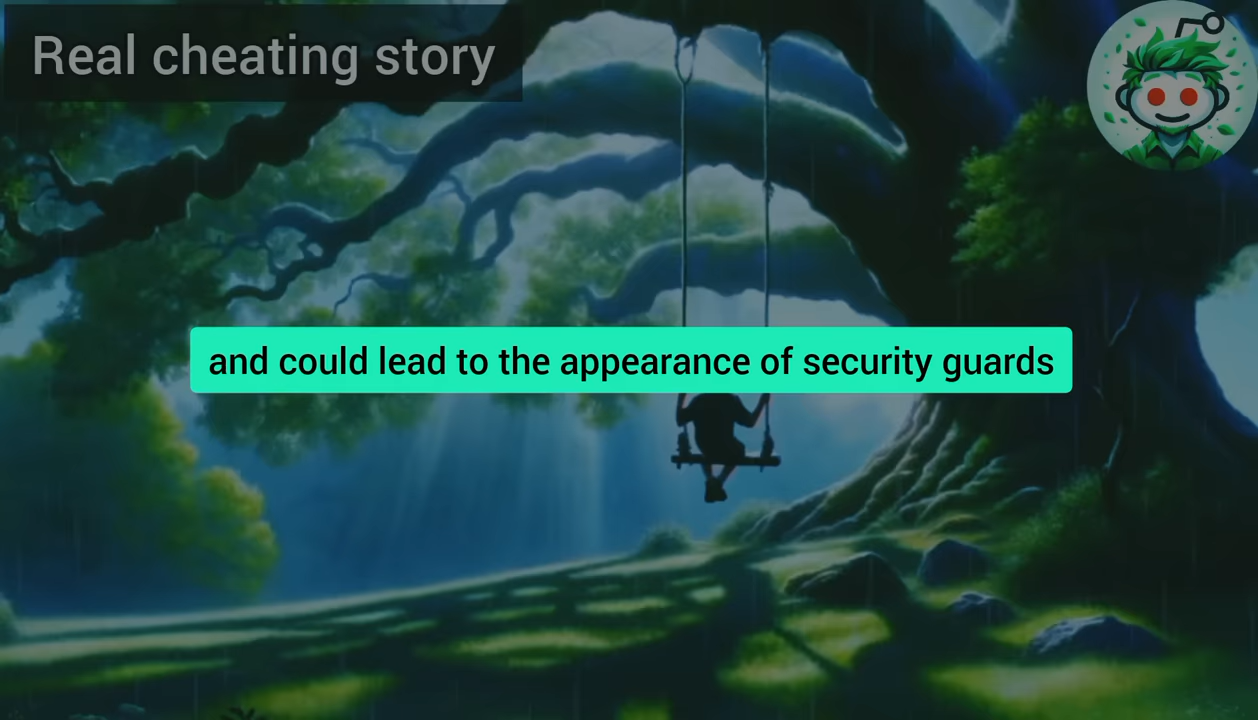 Real cheating story
and could lead to the appearance of security guards